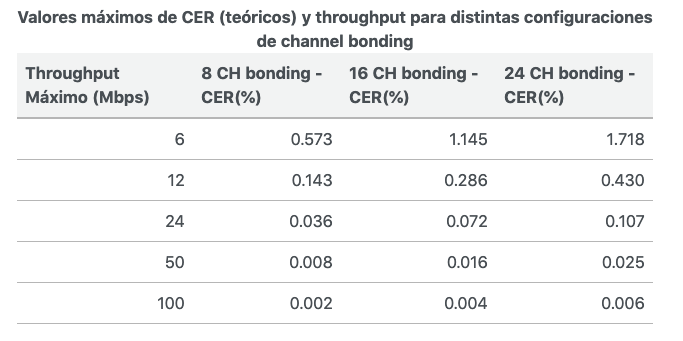 Valores máximos de CER (teóricos) y throughput para distintas configuraciones
de channel bonding
Throughput Máximo (Mbps) 8 CH bonding - CER(%) 16 CH bonding - CER(%) 24 CH bonding - CER(%)
6 0.573 1.145 1.718
12 0.143 0.286 0.430
24 0.036 0.072 0.107
50 0.008 0.016 0.025
100 0.002 0.004 0.006